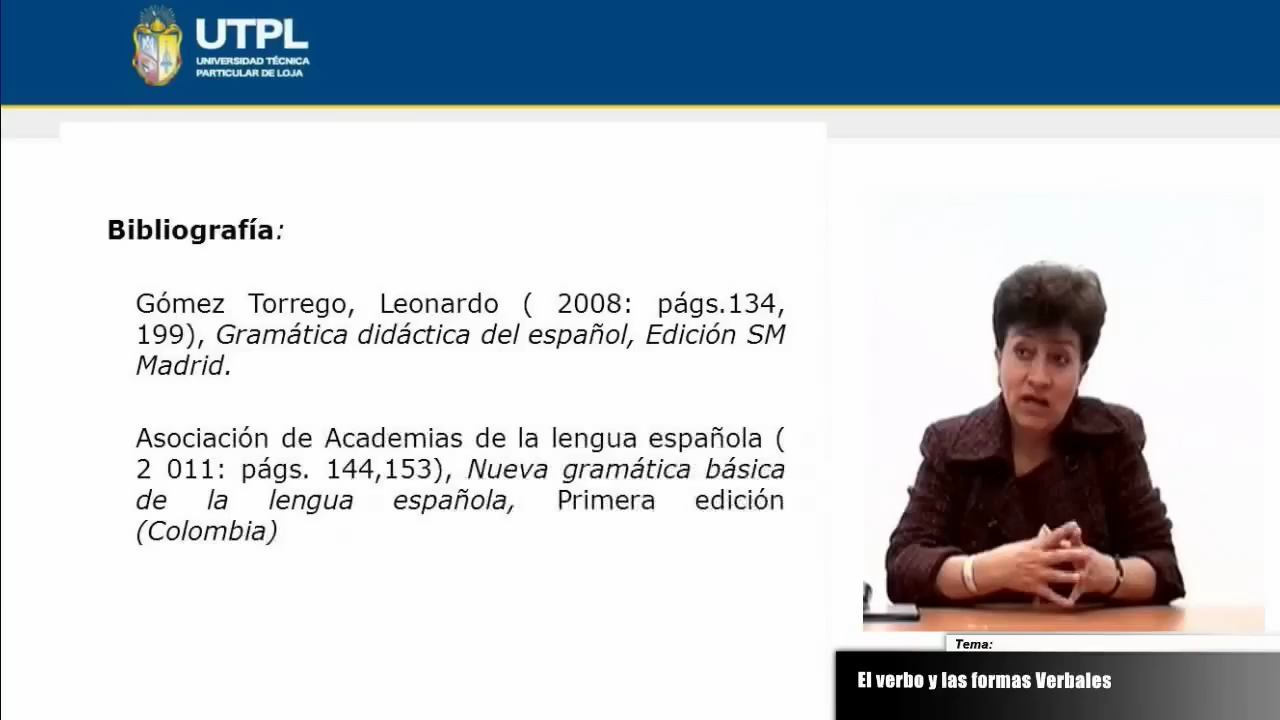 UTPL
UNIVERSIDAD TÉCNICA
PARTICULAR DE LOJA
Bibliografía:
Gómez Torrego, Leonardo ( 2008: págs.134,
199), Gramática didáctica del español, Edición SM
Madrid.
Asociación de Academias de la lengua española (
2 011: págs. 144,153), Nueva gramática básica
de la lengua española, Primera edición
(Colombia)
Tema:
El verbo y las formas Verbales